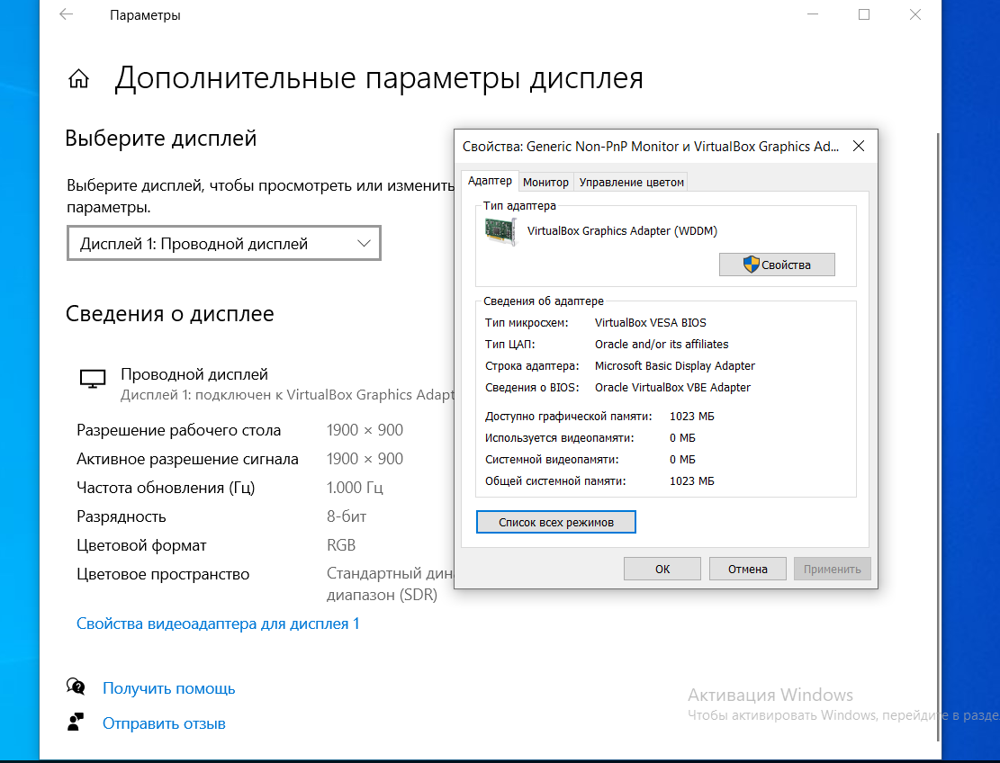 Параметры
Дополнительные параметры дисплея
Выберите дисплей
Выберите дисплей, чтобы просмотреть или изменить
параметры.
Дисплей 1: Проводной дисплей
Сведения о дисплее
Проводной дисплей
Дисплей 1: подключен к VirtualBox Graphics Adapt
Разрешение рабочего стола 1900 × 900
Активное разрешение сигнала 1900 × 900
Частота обновления (Гц) 1.000 Гц
Разрядность 8-бит
Цветовой формат RGB
Цветовое пространство Стандартный дин
диапазон (SDR)
Свойства видеоадаптера для дисплея 1
Получить помощь
Отправить отзыв
Свойства: Generic Non-PnP Monitor и VirtualBox Graphics Ad...
Адаптер Монитор Управление цветом
Тип адаптера
VirtualBox Graphics Adapter (WDDM)
Свойства
Сведения об адаптере
Тип микросхем: VirtualBox VESA BIOS
Тип ЦАП: Oracle and/or its affiliates
Строка адаптера: Microsoft Basic Display Adapter
Сведения о BIOS: Oracle VirtualBox VBE Adapter
Доступно графической памяти: 1023 МБ
Используется видеопамяти: 0 МБ
Системной видеопамяти: 0 МБ
Общей системной памяти: 1023 МБ
Список всех режимов
ОК Отмена Применить
Активация Windows
Чтобы активировать Windows, перейдите в разде